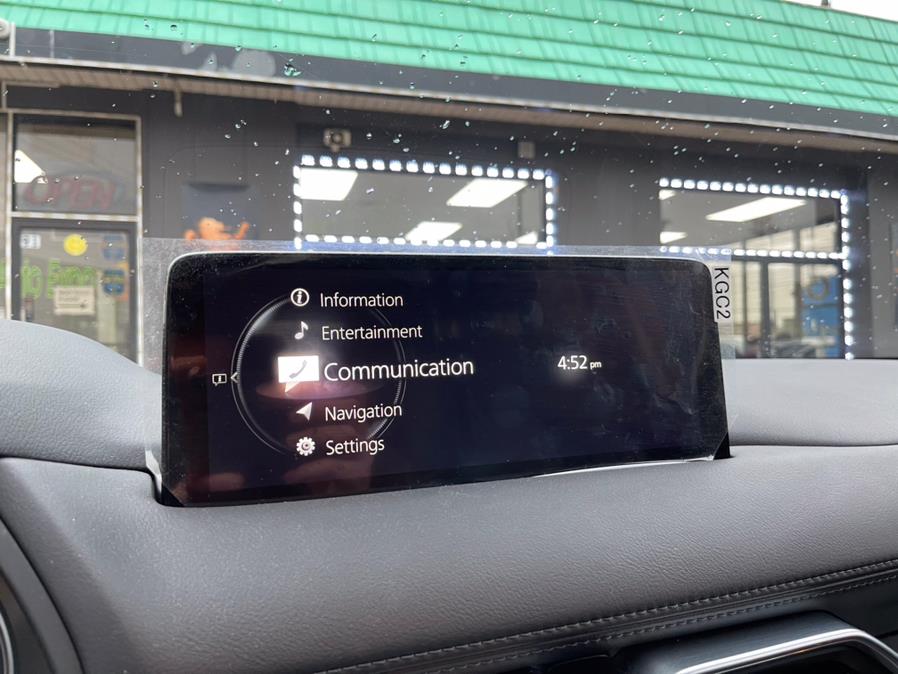 OPEN
KGC2
Information
Entertainment
Communication
4:52 pm
Navigation
Settings